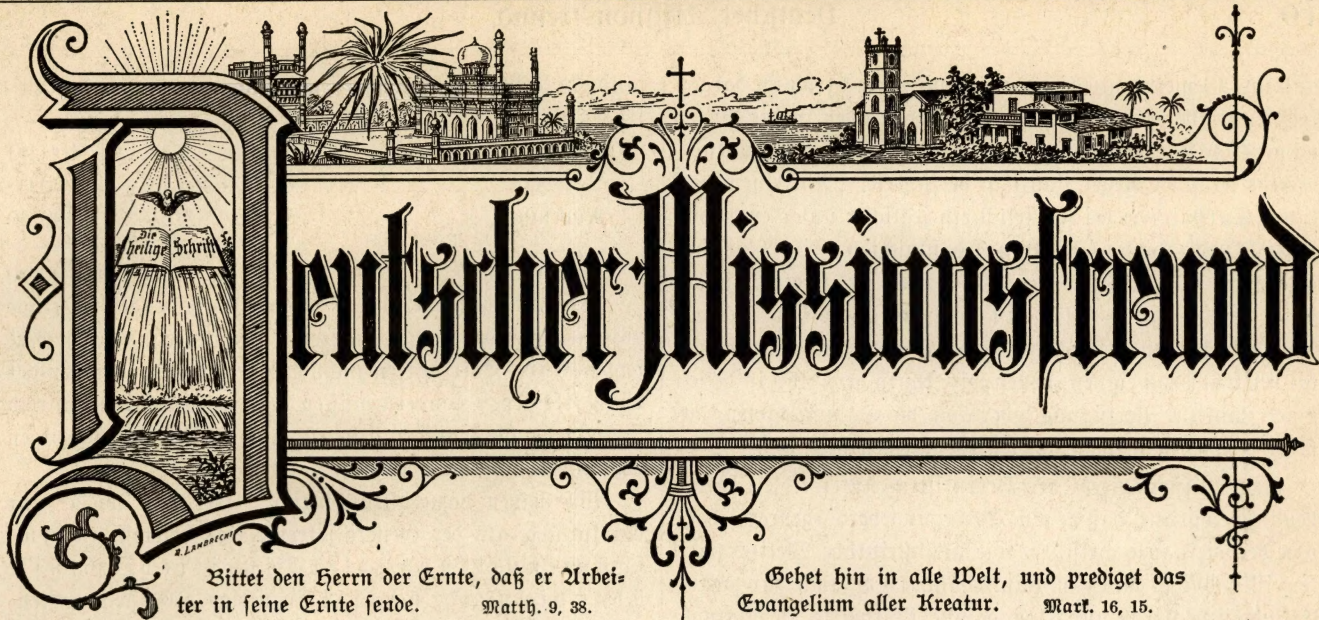 Die
heilige Schrift
Deutscher Missionsfreund
R. LAMBRECHT
Bittet den Herrn der Ernte, daß er Arbei=
ter in seine Ernte sende. Matth. 9, 38.
Gehet hin in alle Welt, und prediget das
Evangelium aller Kreatur. Mark. 16, 15.